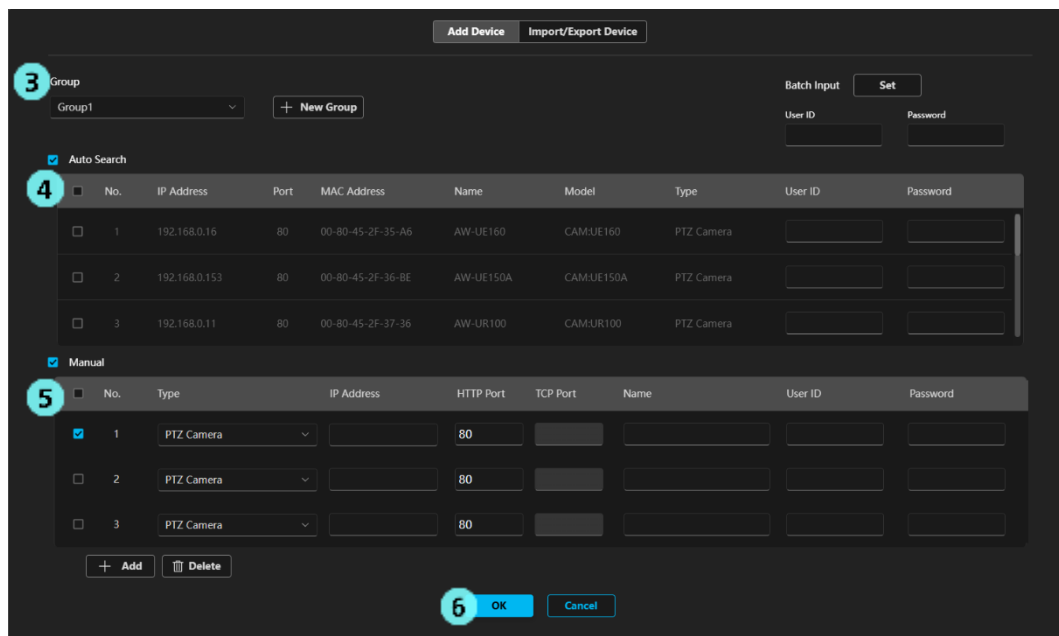 Add Device Import/Export Device
3 Group
Batch Input Set
Group1 + New Group
User ID Password
Auto Search
4 No. IP Address Port MAC Address Name Model Type User ID Password
1 192.168.0.16 80 00-80-45-2F-35-A6 AW-UE160 CAM:UE160 PTZ Camera
2 192.168.0.153 80 00-80-45-2F-36-BE AW-UE150A CAM:UE150A PTZ Camera
3 192.168.0.11 80 00-80-45-2F-37-36 AW-UR100 CAM:UR100 PTZ Camera
Manual
5 No. Type IP Address HTTP Port TCP Port Name User ID Password
1 PTZ Camera 80
2 PTZ Camera 80
3 PTZ Camera 80
+ Add Delete
6 OK Cancel